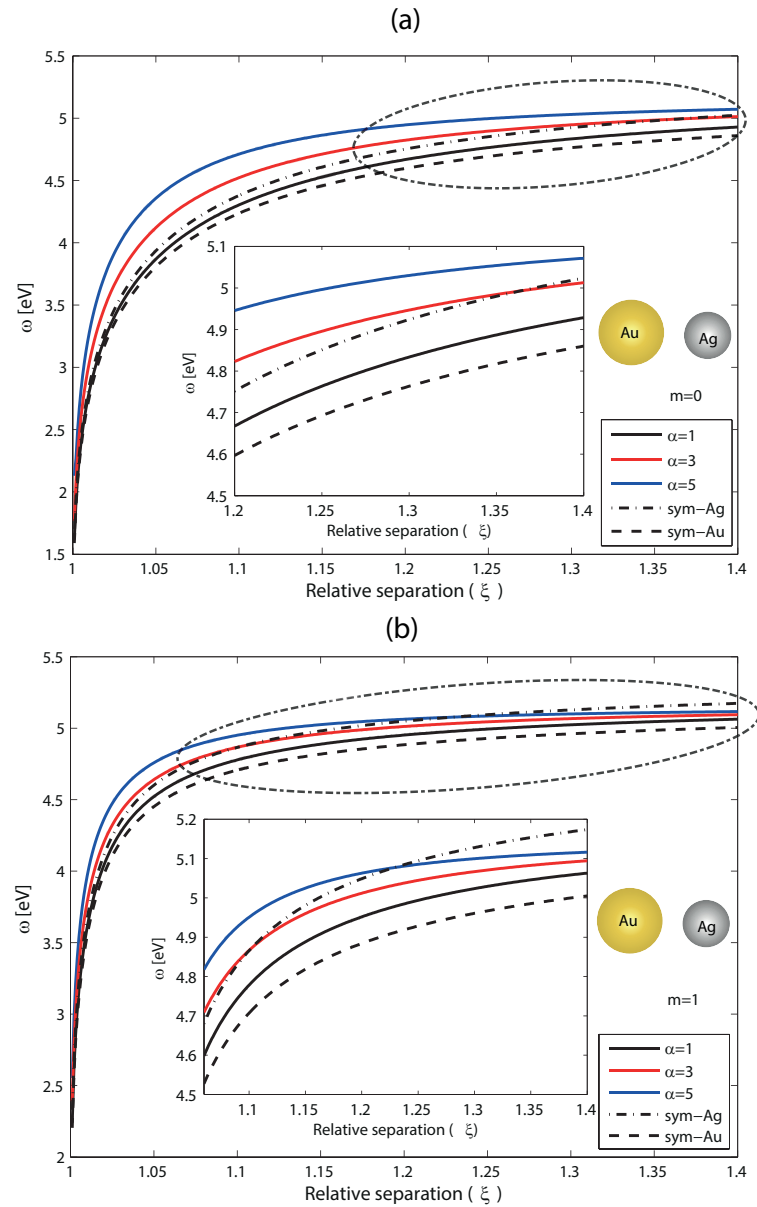 (a)
5.5
5
4.5
4
3.5
3
2.5
2
1.5
ω [eV]
1 1.05 1.1 1.15 1.2 1.25 1.3 1.35 1.4
Relative separation ( ξ )
5.1
5
4.9
4.8
4.7
4.6
4.5
ω [eV]
1.2 1.25 1.3 1.35 1.4
Relative separation ( ξ)
Au Ag
m=0
α=1
α=3
α=5
sym−Ag
sym−Au
(b)
5.5
5
4.5
4
3.5
3
2.5
2
ω [eV]
1 1.05 1.1 1.15 1.2 1.25 1.3 1.35 1.4
Relative separation ( ξ )
5.2
5.1
5
4.9
4.8
4.7
4.6
4.5
ω [eV]
1.1 1.15 1.2 1.25 1.3 1.35 1.4
Relative separation ( ξ)
Au Ag
m=1
α=1
α=3
α=5
sym−Ag
sym−Au